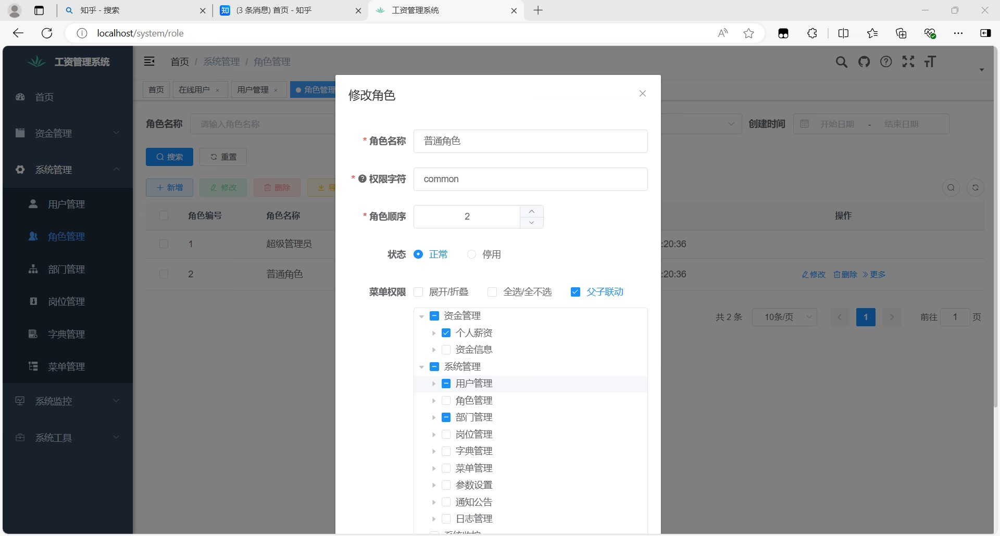 知乎 - 搜索
(3 条消息) 首页 - 知乎
工资管理系统
localhost/system/role
工资管理系统
首页 / 系统管理 / 角色管理
首页
在线用户
用户管理
角色管理
首页
资金管理
系统管理
用户管理
角色管理
部门管理
岗位管理
字典管理
菜单管理
系统监控
系统工具
角色名称
请输入角色名称
创建时间
开始日期 - 结束日期
搜索
重置
新增
修改
删除
导
角色编号
角色名称
操作
1
超级管理员
:20:36
2
普通角色
:20:36
修改
删除
更多
共 2 条
10条/页
1
前往 1 页
修改角色
* 角色名称
普通角色
* 权限字符
common
* 角色顺序
2
状态
正常
停用
菜单权限
展开/折叠
全选/全不选
父子联动
资金管理
个人薪资
资金信息
系统管理
用户管理
角色管理
部门管理
岗位管理
字典管理
菜单管理
参数设置
通知公告
日志管理
系统监控